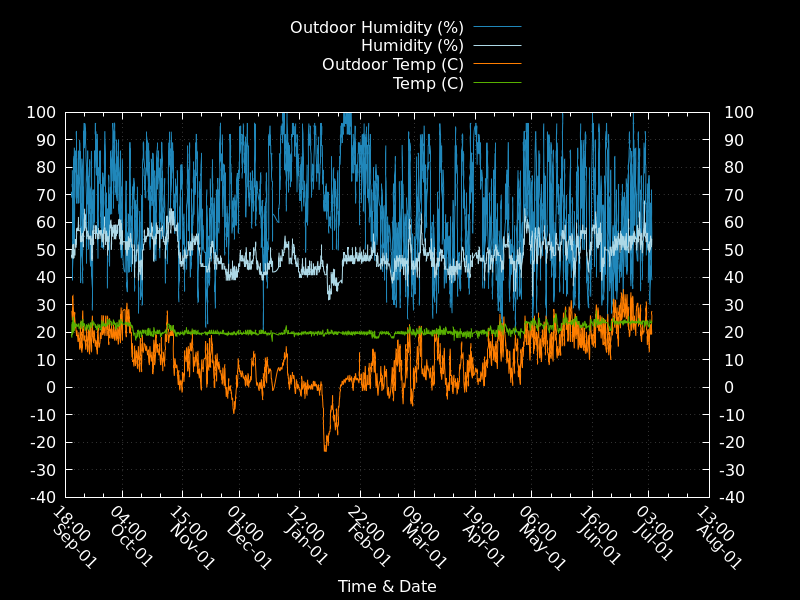 Outdoor Humidity (%)
Humidity (%)
Outdoor Temp (C)
Temp (C)
100 100
90 90
80 80
70 70
60 60
50 50
40 40
30 30
20 20
10 10
0 0
-10 -10
-20 -20
-30 -30
-40 -40
18:00 04:00 15:00 01:00 12:00 22:00 09:00 19:00 06:00 16:00 03:00 13:00
Sep-01 Oct-01 Nov-01 Dec-01 Jan-01 Feb-01 Mar-01 Apr-01 May-01 Jun-01 Jul-01 Aug-01
Time & Date